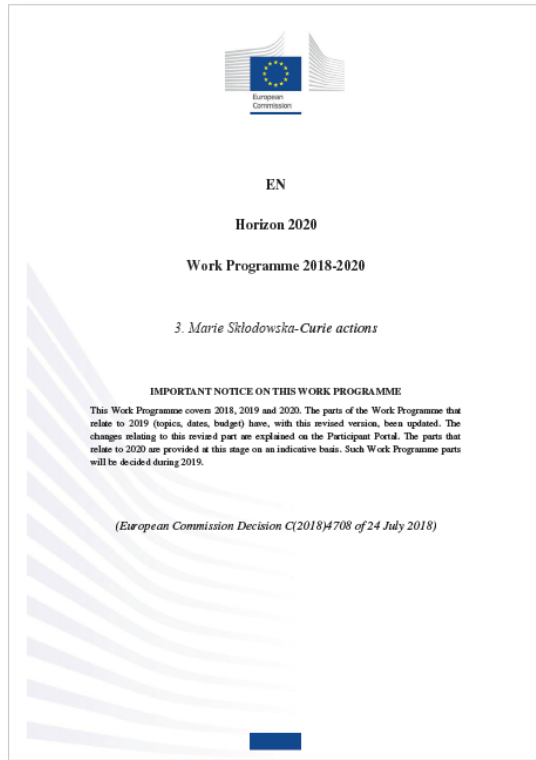 European
Commission
EN
Horizon 2020
Work Programme 2018-2020
3. Marie Skłodowska-Curie actions
IMPORTANT NOTICE ON THIS WORK PROGRAMME
This Work Programme covers 2018, 2019 and 2020. The parts of the Work Programme that
relate to 2019 (topics, dates, budget) have, with this revised version, been updated. The
changes relating to this revised part are explained on the Participant Portal. The parts that
relate to 2020 are provided at this stage on an indicative basis. Such Work Programme parts
will be decided during 2019.
(European Commission Decision C(2018)4708 of 24 July 2018)